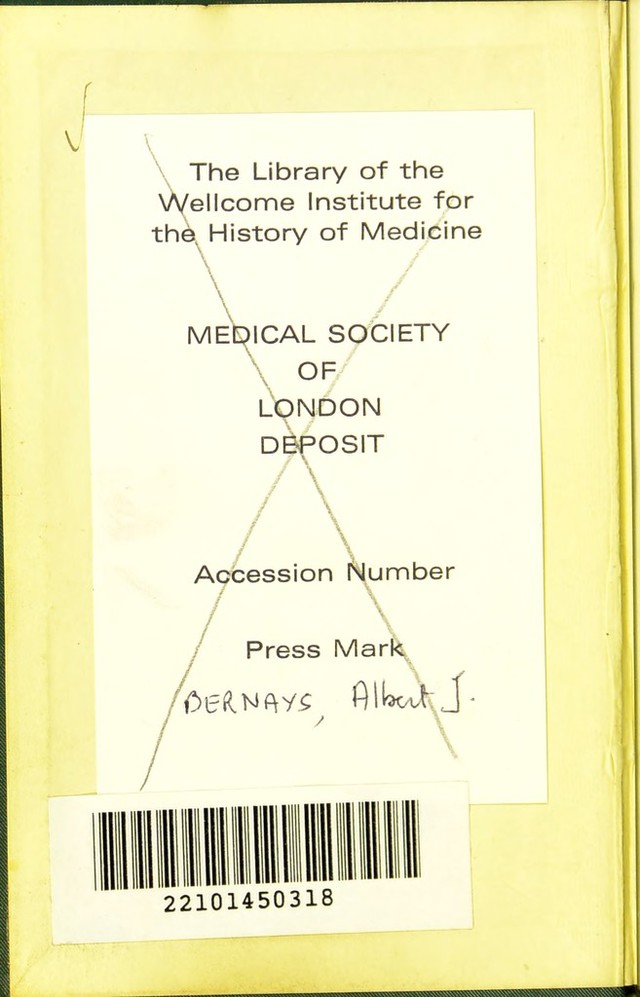 The Library of the
Wellcome Institute for
the History of Medicine
MEDICAL SOCIETY
OF
LONDON
DEPOSIT
Accession Number
Press Mark
BERNAYS, Albert J.
22101450318